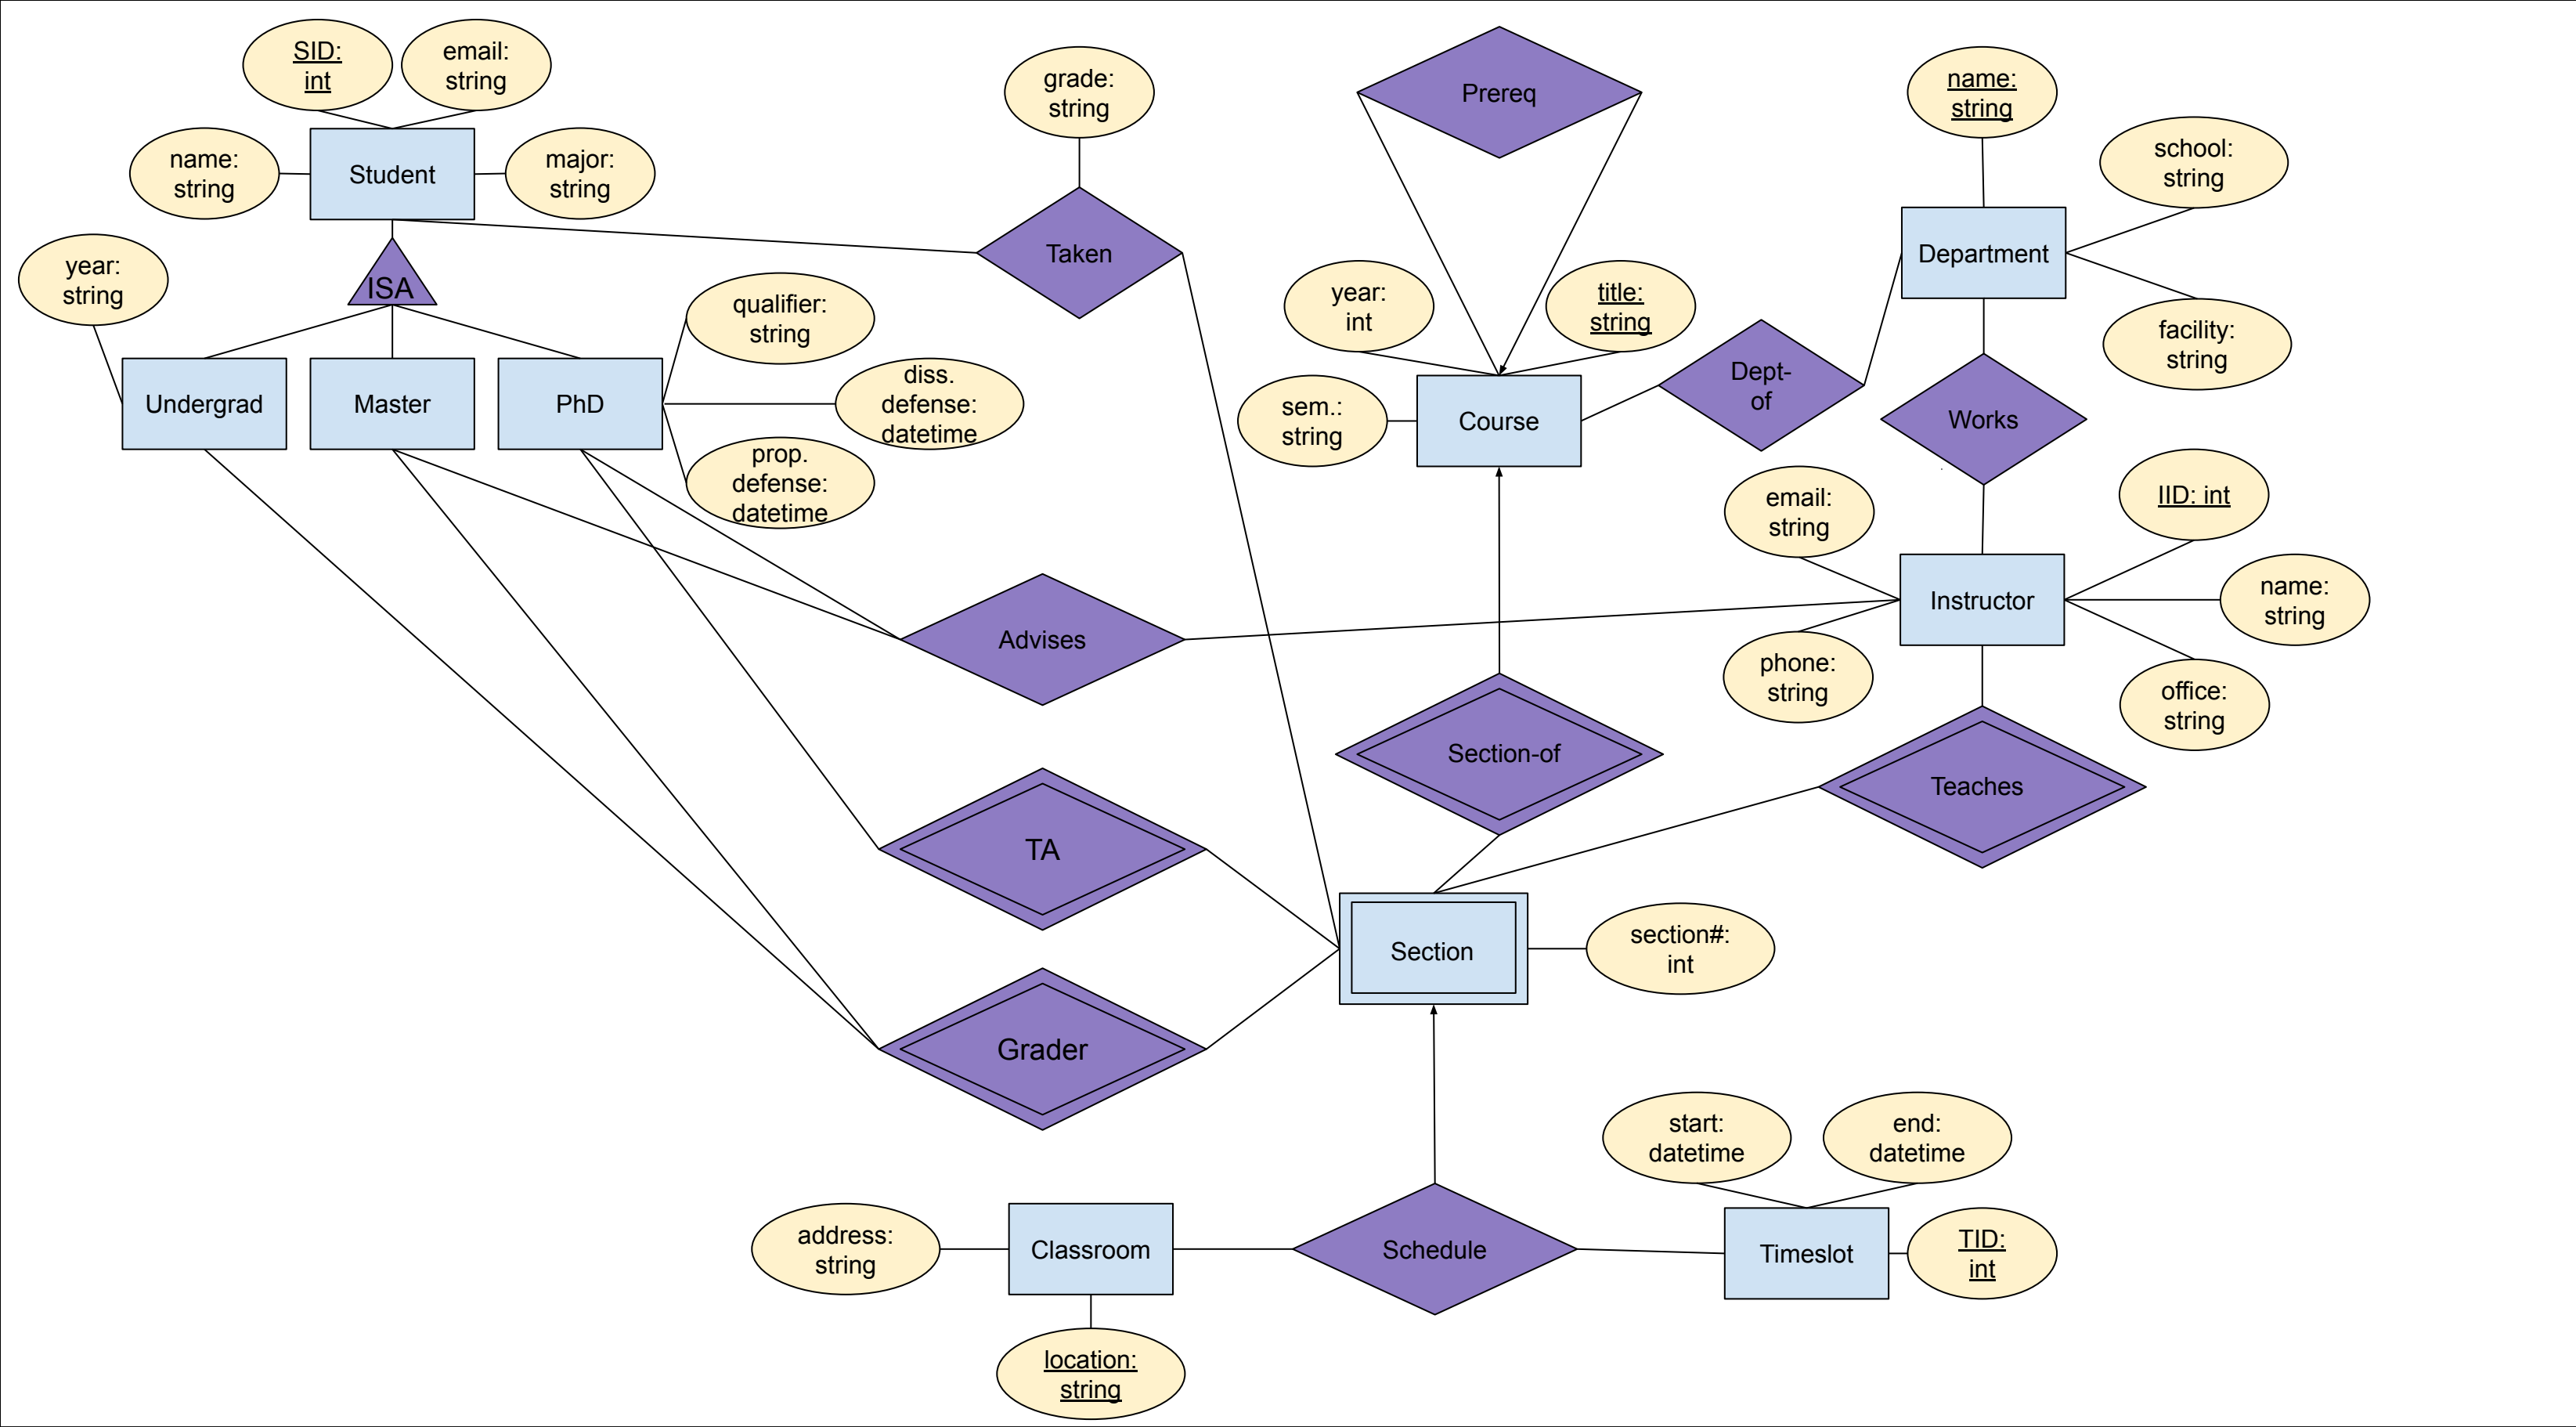 SID:
int
email:
string
name:
string
Student
major:
string
year:
string
ISA
Undergrad
Master
PhD
qualifier:
string
diss.
defense:
datetime
prop.
defense:
datetime
grade:
string
Taken
Prereq
year:
int
title:
string
sem.:
string
Course
Dept-
of
name:
string
school:
string
Department
facility:
string
Works
email:
string
IID: int
Instructor
name:
string
phone:
string
office:
string
Advises
Section-of
Teaches
TA
Section
section#:
int
Grader
start:
datetime
end:
datetime
address:
string
Classroom
Schedule
Timeslot
TID:
int
location:
string